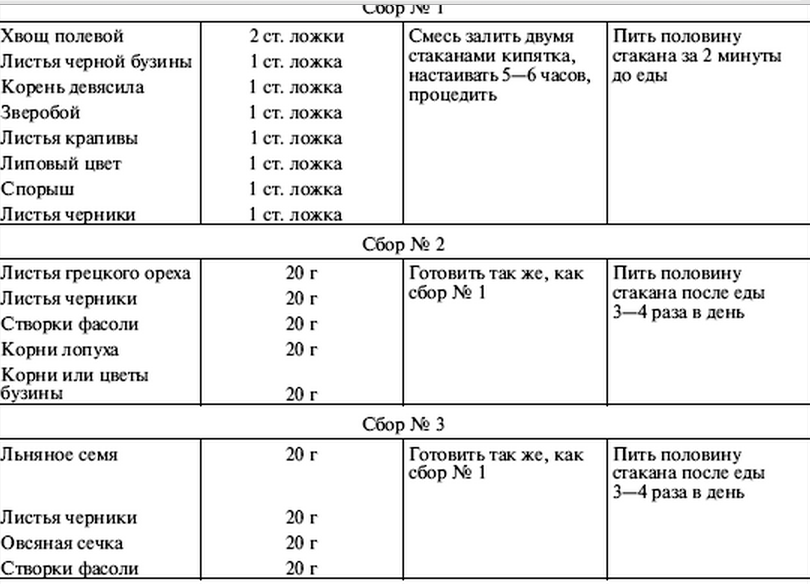 Сбор № 1
Хвощ полевой 2 ст. ложки Смесь залить двумя Пить половину
Листья черной бузины 1 ст. ложка стаканами кипятка, стакана за 2 минуты
Корень девясила 1 ст. ложка настаивать 5—6 часов, до еды
Зверобой 1 ст. ложка процедить
Листья крапивы 1 ст. ложка
Липовый цвет 1 ст. ложка
Спорыш 1 ст. ложка
Листья черники 1 ст. ложка
Сбор № 2
Листья грецкого ореха 20 г Готовить так же, как Пить половину
Листья черники 20 г сбор № 1 стакана после еды
Створки фасоли 20 г 3—4 раза в день
Корни лопуха 20 г
Корни или цветы
бузины 20 г
Сбор № 3
Льняное семя 20 г Готовить так же, как Пить половину
сбор № 1 стакана после еды
3—4 раза в день
Листья черники 20 г
Овсяная сечка 20 г
Створки фасоли 20 г